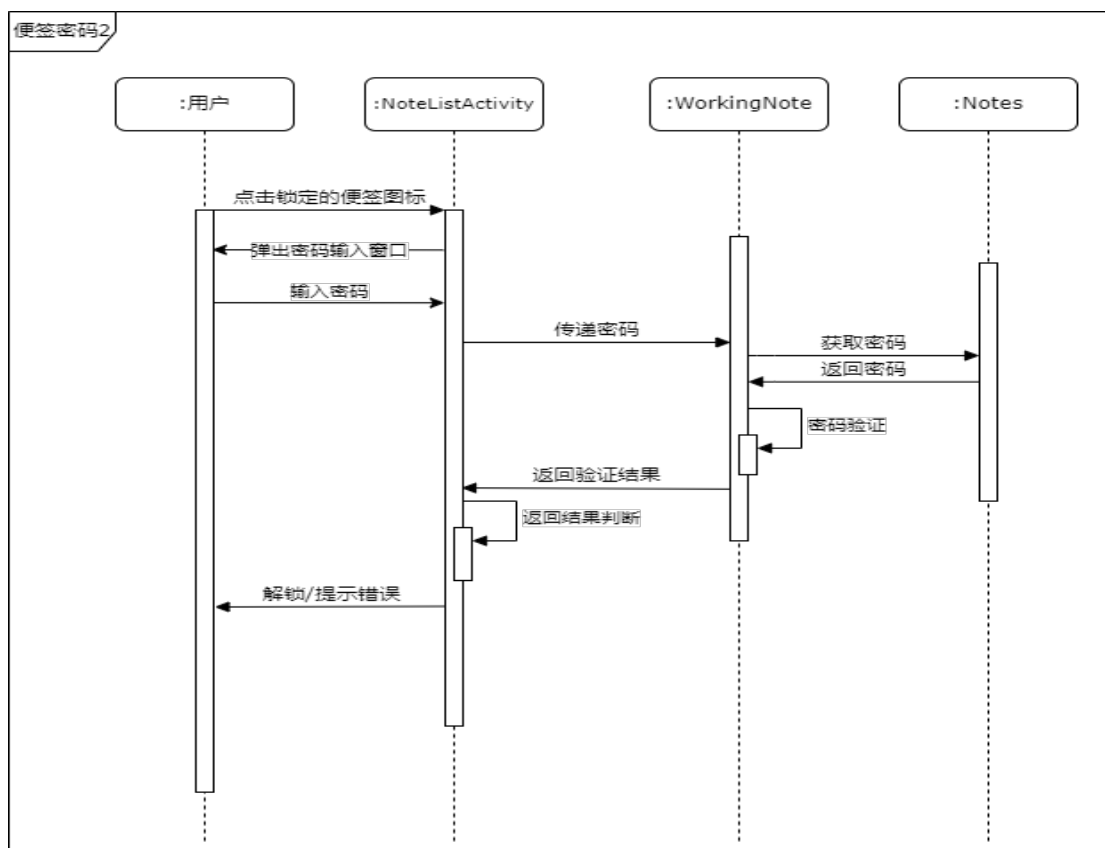 便签密码2
:用户
:NoteListActivity
:WorkingNote
:Notes
点击锁定的便签图标
弹出密码输入窗口
输入密码
传递密码
获取密码
返回密码
密码验证
返回验证结果
返回结果判断
解锁/提示错误